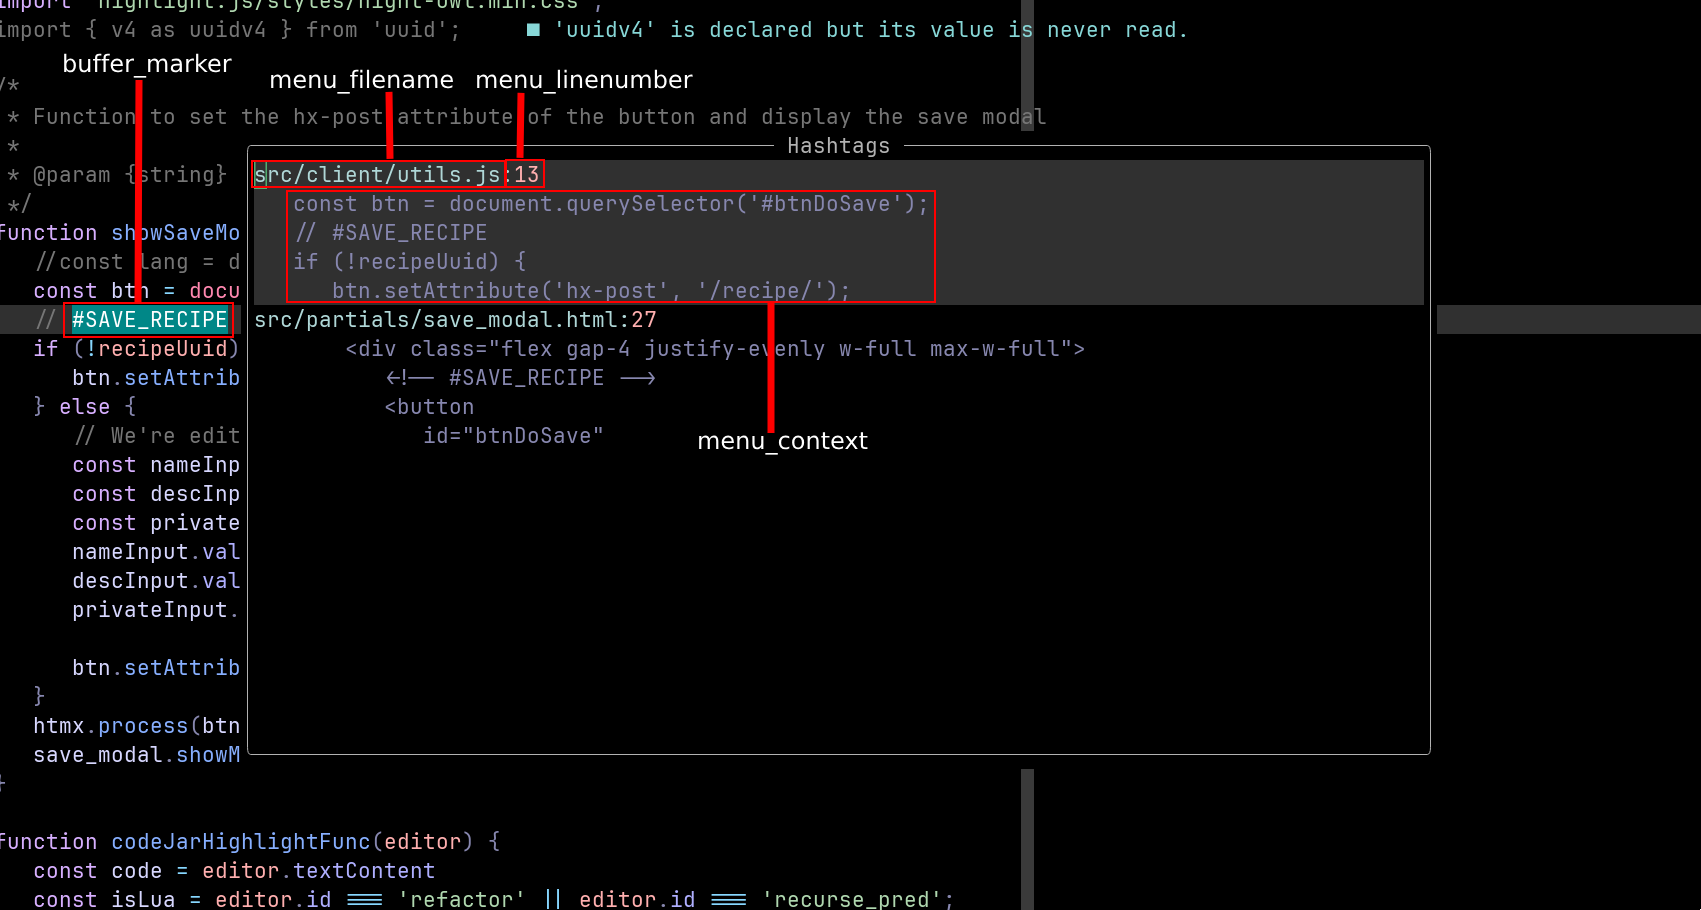 import 'highlight.js/styles/night-owl.min.css';
import { v4 as uuidv4 } from 'uuid'; ■ 'uuidv4' is declared but its value is never read.
buffer_marker
menu_filename menu_linenumber
/*
* Function to set the hx-post attribute of the button and display the save modal
*
Hashtags
* @param {string}
src/client/utils.js:13
*/
const btn = document.querySelector('#btnDoSave');
function showSaveMo
// #SAVE_RECIPE
//const lang = d
if (!recipeUuid) {
const btn = docu
btn.setAttribute('hx-post', '/recipe/');
// #SAVE_RECIPE
src/partials/save_modal.html:27
if (!recipeUuid)
<div class="flex gap-4 justify-evenly w-full max-w-full">
btn.setAttrib
<!-- #SAVE_RECIPE -->
} else {
<button
// We're edit
id="btnDoSave"
menu_context
const nameInp
const descInp
const private
nameInput.val
descInput.val
privateInput.
btn.setAttrib
}
htmx.process(btn
save_modal.showM
}
function codeJarHighlightFunc(editor) {
const code = editor.textContent
const isLua = editor.id === 'refactor' || editor.id === 'recurse_pred';